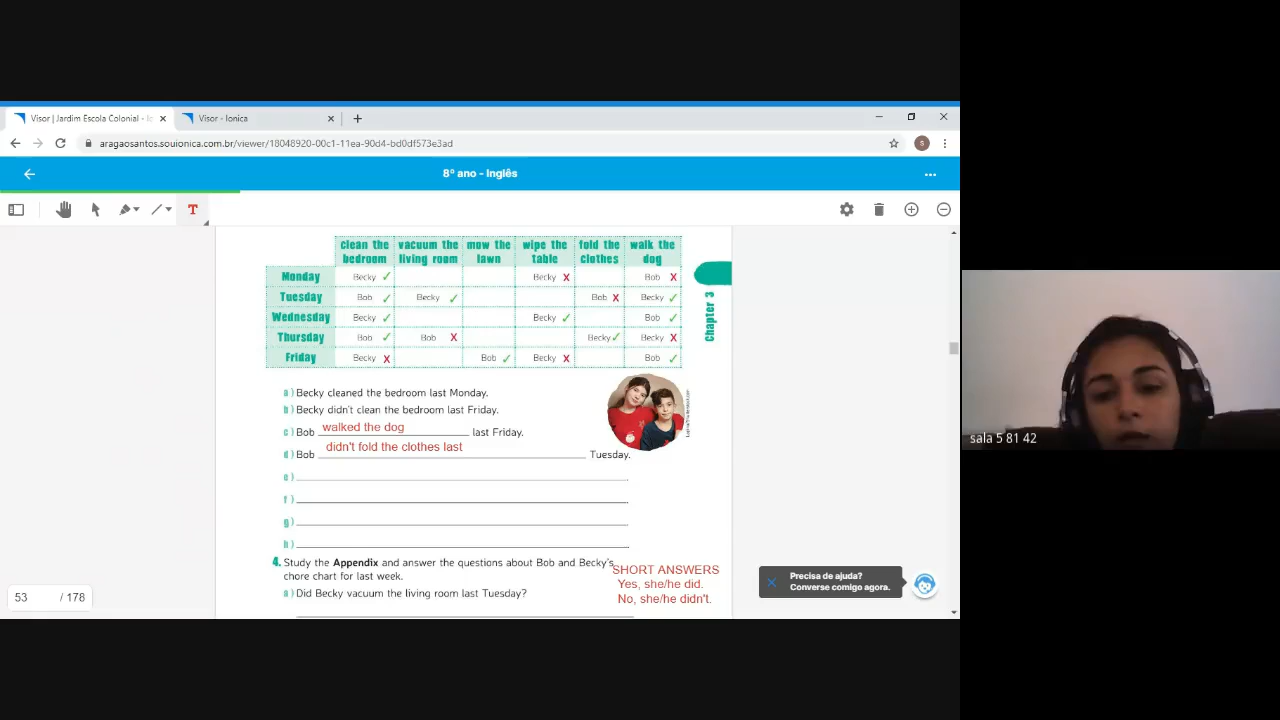 Visor | Jardim Escola Colonial - Io
Visor - Ionica
aragaosantos.souionica.com.br/viewer/18048920-00c1-11ea-90d4-bd0df573e3ad
8º ano - Inglês
T
clean the bedroom vacuum the living room mow the lawn wipe the table fold the clothes walk the dog
Monday Becky ✓ Becky X Bob X
Tuesday Bob ✓ Becky ✓ Bob X Becky ✓
Wednesday Becky ✓ Becky ✓ Bob ✓
Thursday Bob ✓ Bob X Becky ✓ Becky X
Friday Becky X Bob ✓ Becky X Bob ✓
Chapter 3
a) Becky cleaned the bedroom last Monday.
b) Becky didn't clean the bedroom last Friday.
c) Bob walked the dog last Friday.
d) Bob didn't fold the clothes last Tuesday.
e)
f)
g)
h)
4. Study the Appendix and answer the questions about Bob and Becky's
chore chart for last week.
a) Did Becky vacuum the living room last Tuesday?
SHORT ANSWERS
Yes, she/he did.
No, she/he didn't.
53 / 178
Precisa de ajuda?
Converse comigo agora.
sala 5 81 42